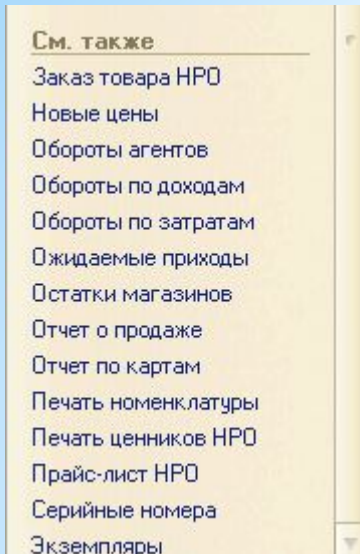 См. также
Заказ товара НРО
Новые цены
Обороты агентов
Обороты по доходам
Обороты по затратам
Ожидаемые приходы
Остатки магазинов
Отчет о продаже
Отчет по картам
Печать номенклатуры
Печать ценников НРО
Прайс-лист НРО
Серийные номера
Экземпляры